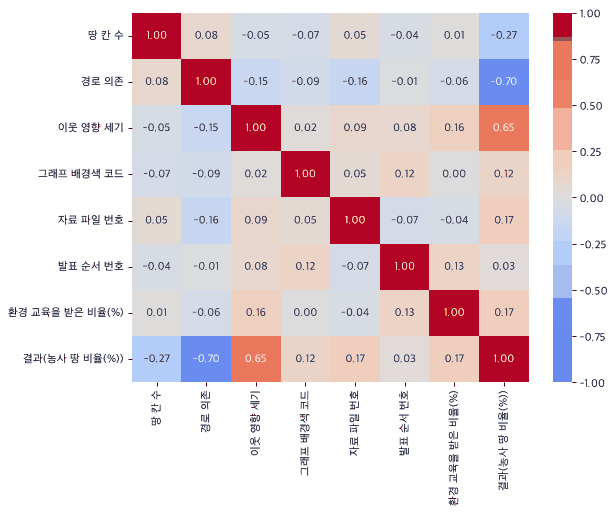 땅 칸 수 1.00 0.08 -0.05 -0.07 0.05 -0.04 0.01 -0.27
경로 의존 0.08 1.00 -0.15 -0.09 -0.16 -0.01 -0.06 -0.70
이웃 영향 세기 -0.05 -0.15 1.00 0.02 0.09 0.08 0.16 0.65
그래프 배경색 코드 -0.07 -0.09 0.02 1.00 0.05 0.12 0.00 0.12
자료 파일 번호 0.05 -0.16 0.09 0.05 1.00 -0.07 -0.04 0.17
발표 순서 번호 -0.04 -0.01 0.08 0.12 -0.07 1.00 0.13 0.03
환경 교육을 받은 비율(%) 0.01 -0.06 0.16 0.00 -0.04 0.13 1.00 0.17
결과(농사 땅 비율(%)) -0.27 -0.70 0.65 0.12 0.17 0.03 0.17 1.00
땅 칸 수
경로 의존
이웃 영향 세기
그래프 배경색 코드
자료 파일 번호
발표 순서 번호
환경 교육을 받은 비율(%)
결과(농사 땅 비율(%))
1.00
0.75
0.50
0.25
0.00
-0.25
-0.50
-0.75
-1.00